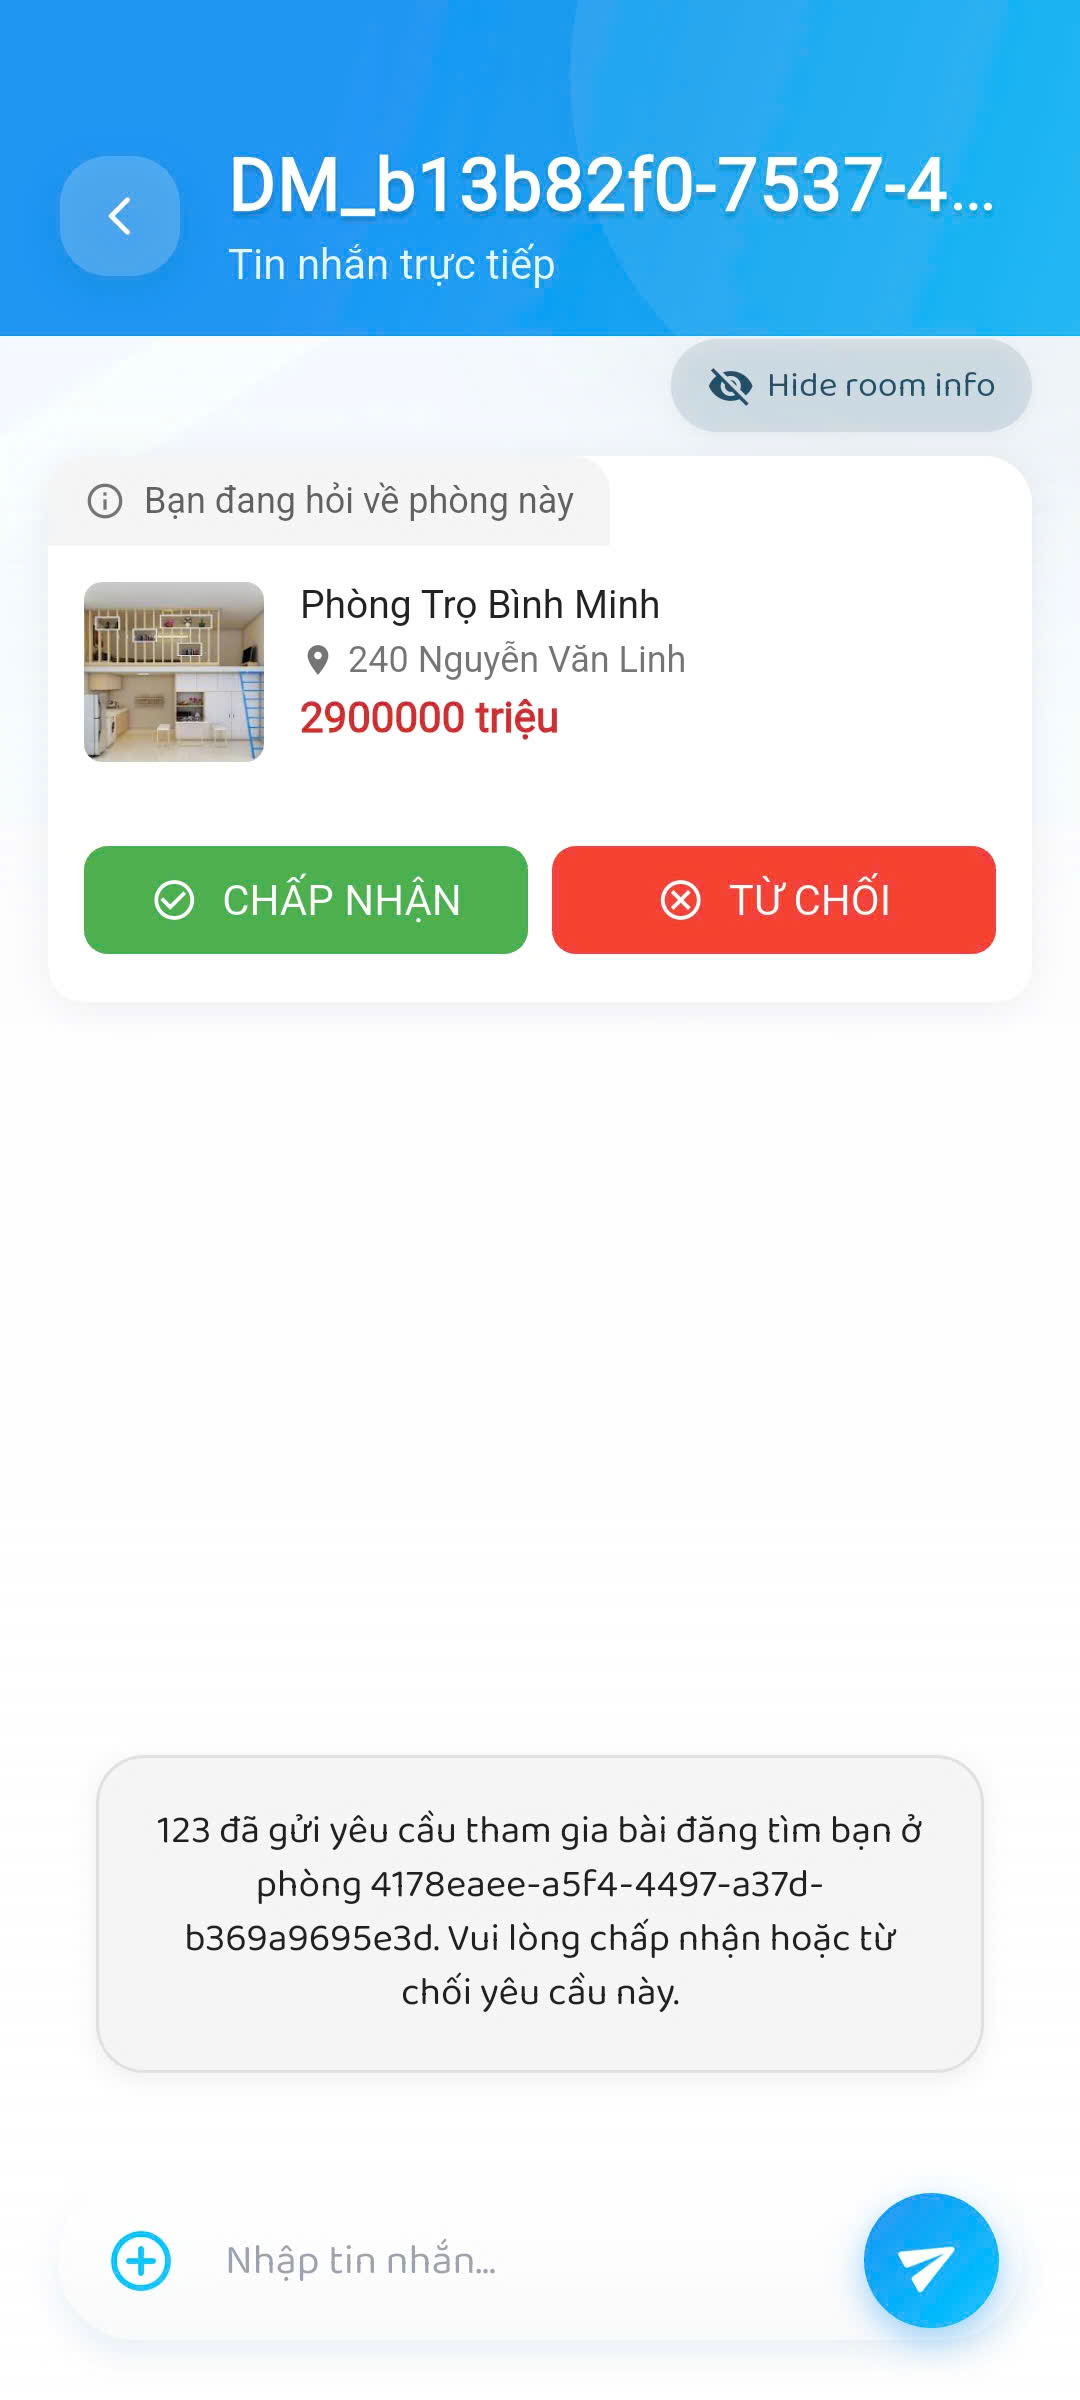 DM_b13b82f0-7537-4...
Tin nhắn trực tiếp
Hide room info
Bạn đang hỏi về phòng này
Phòng Trọ Bình Minh
240 Nguyễn Văn Linh
2900000 triệu
CHẤP NHẬN
TỪ CHỐI
123 đã gửi yêu cầu tham gia bài đăng tìm bạn ở
phòng 4178eaee-a5f4-4497-a37d-
b369a9695e3d. Vui lòng chấp nhận hoặc từ
chối yêu cầu này.
Nhập tin nhắn...